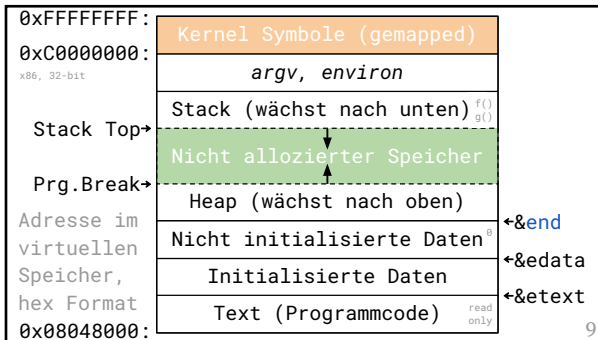 0xFFFFFFFF:
Kernel Symbole (gemapped)
0xC0000000:
x86, 32-bit
argv, environ
Stack (wächst nach unten) f()
g()
Stack Top
Nicht allozierter Speicher
Prg.Break
Heap (wächst nach oben)
&end
Adresse im
virtuellen
Speicher,
hex Format
Nicht initialisierte Daten 0
&edata
Initialisierte Daten
&etext
Text (Programmcode) read
only
0x08048000:
9